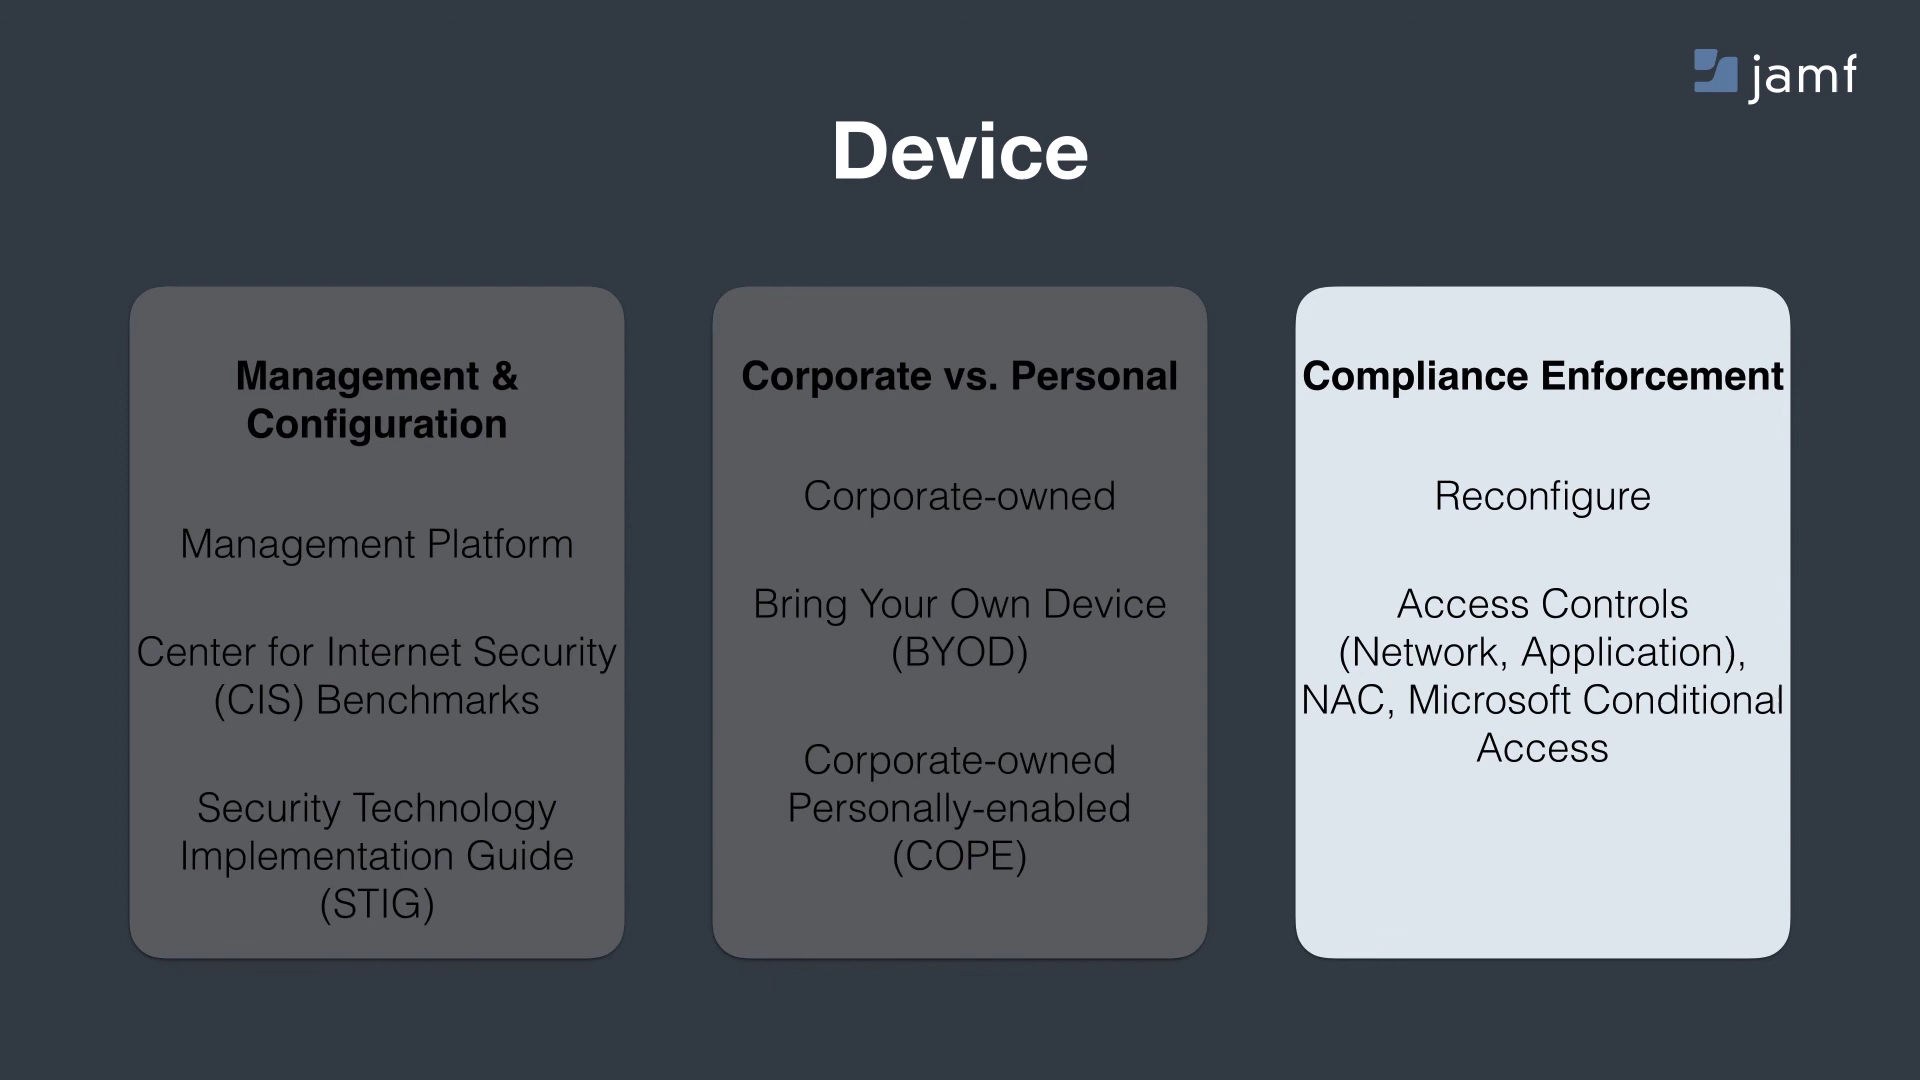 jamf
Device
Management &
Configuration
Management Platform
Center for Internet Security
(CIS) Benchmarks
Security Technology
Implementation Guide
(STIG)
Corporate vs. Personal
Corporate-owned
Bring Your Own Device
(BYOD)
Corporate-owned
Personally-enabled
(COPE)
Compliance Enforcement
Reconfigure
Access Controls
(Network, Application),
NAC, Microsoft Conditional
Access